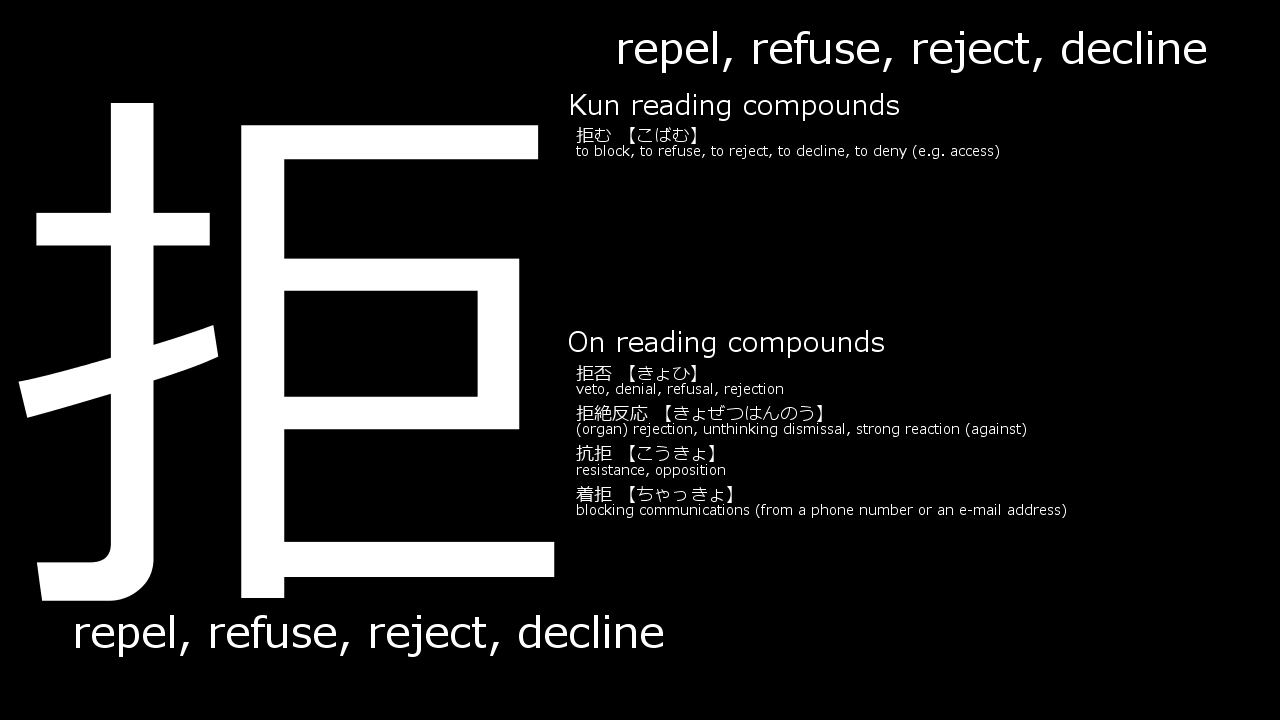 repel, refuse, reject, decline
拒
Kun reading compounds
拒む 【こばむ】
to block, to refuse, to reject, to decline, to deny (e.g. access)
On reading compounds
拒否 【きょひ】
veto, denial, refusal, rejection
拒絶反応 【きょぜつはんのう】
(organ) rejection, unthinking dismissal, strong reaction (against)
抗拒 【こうきょ】
resistance, opposition
着拒 【ちゃっきょ】
blocking communications (from a phone number or an e-mail address)
repel, refuse, reject, decline